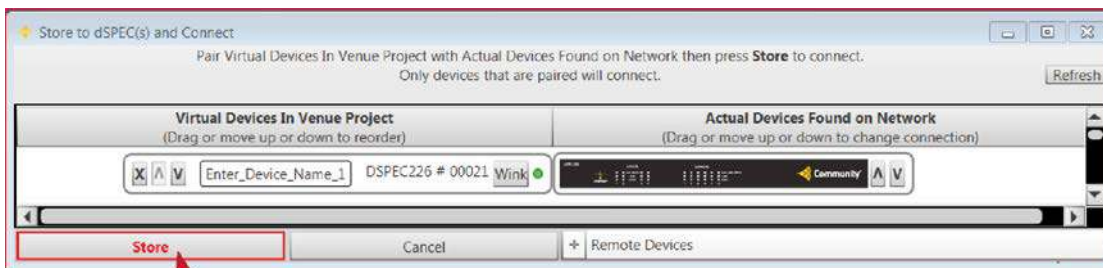 Store to dSPEC(s) and Connect
Pair Virtual Devices In Venue Project with Actual Devices Found on Network then press Store to connect.
Only devices that are paired will connect.
Refresh
Virtual Devices In Venue Project
(Drag or move up or down to reorder)
Actual Devices Found on Network
(Drag or move up or down to change connection)
X Λ V Enter_Device_Name_1 DSPEC226 # 00021 Wink
Community Λ V
Store
Cancel
+ Remote Devices